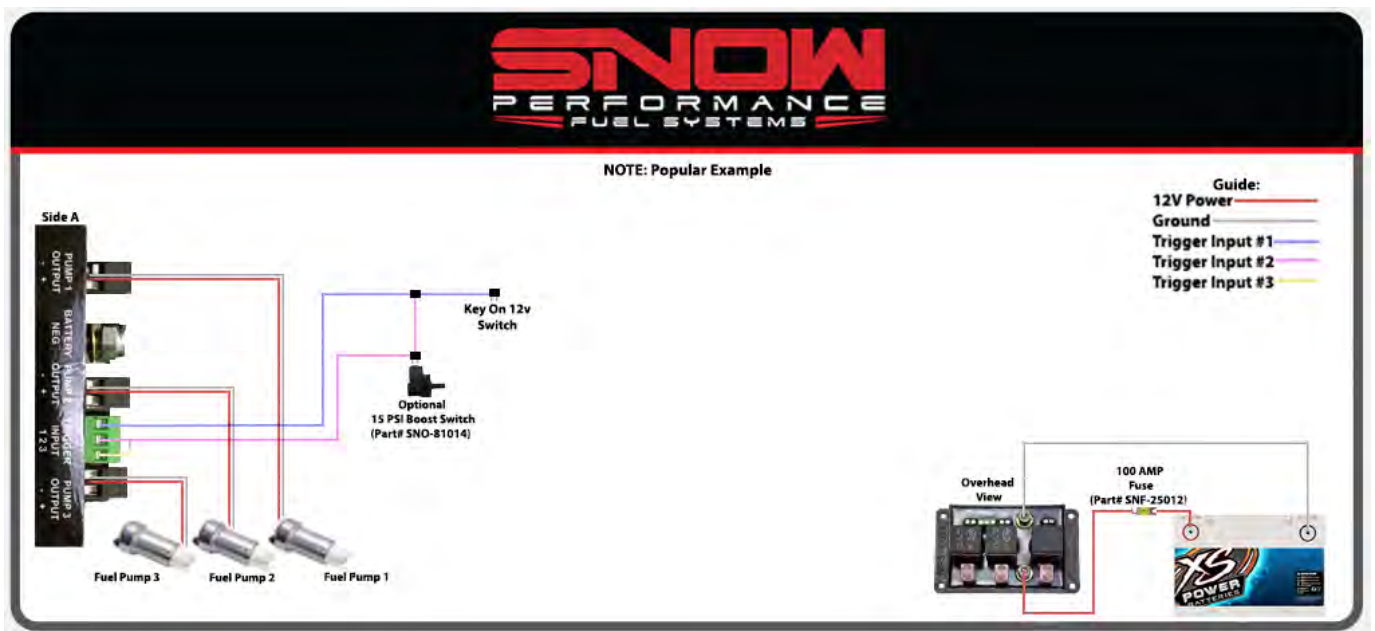 SNOW
PERFORMANCE
FUEL SYSTEMS
NOTE: Popular Example
Guide:
12V Power
Ground
Trigger Input #1
Trigger Input #2
Trigger Input #3
Side A
PUMP 1
OUTPUT
- +
BATTERY
NEG
PUMP 2
OUTPUT
- +
TRIGGER
INPUT
1 2 3
PUMP 3
OUTPUT
- +
Key On 12v
Switch
Optional
15 PSI Boost Switch
(Part# SNO-81014)
Fuel Pump 3
Fuel Pump 2
Fuel Pump 1
Overhead
View
100 AMP
Fuse
(Part# SNF-25012)
XS
POWER
BATTERIES